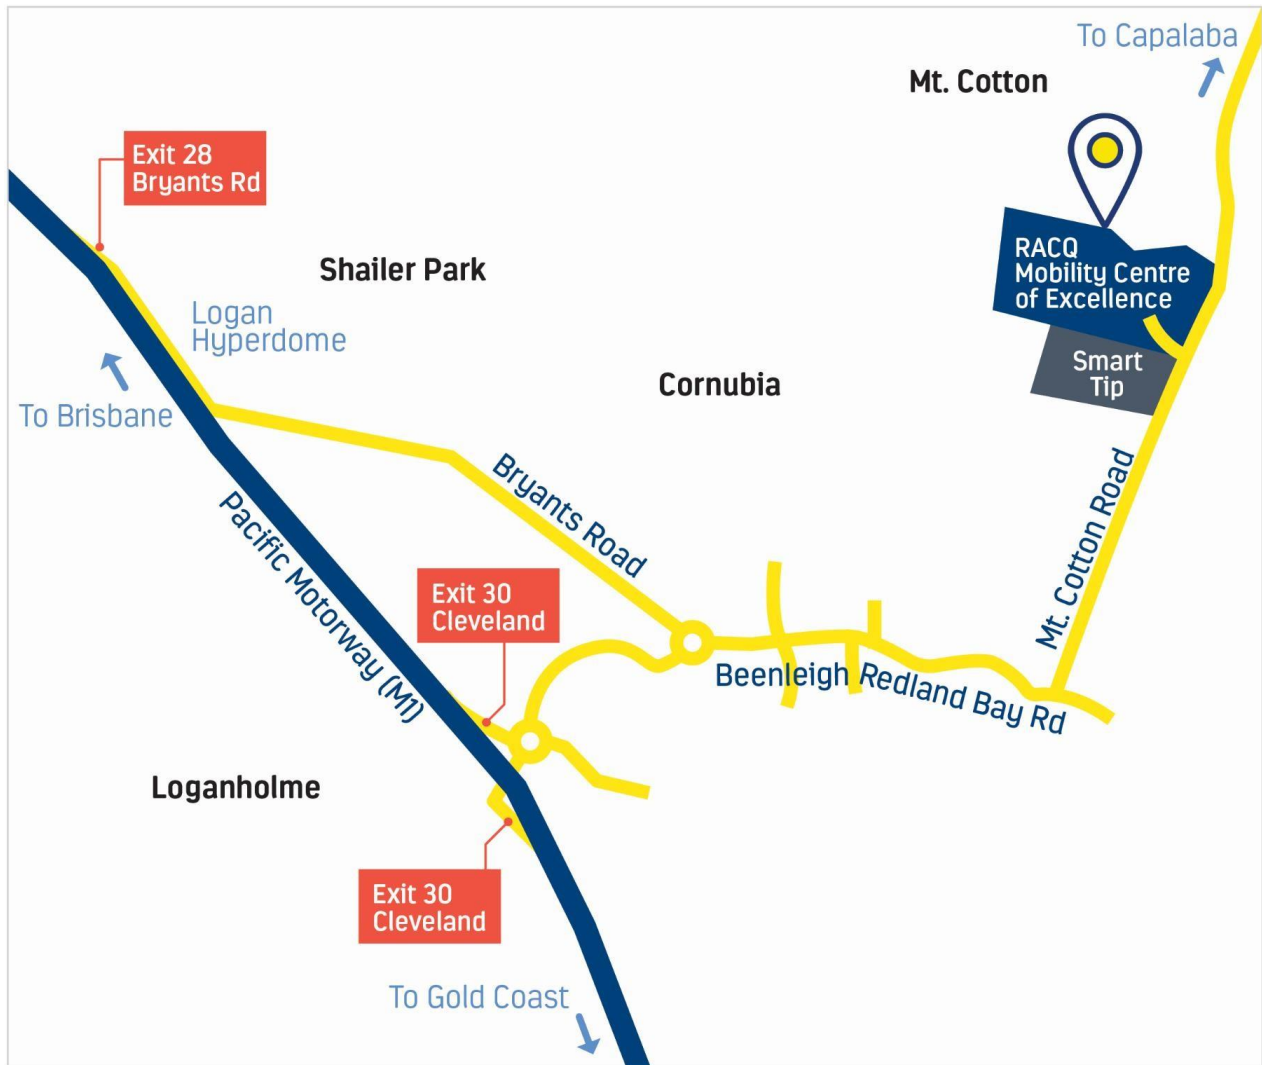 To Capalaba
Mt. Cotton
Exit 28
Bryants Rd
RACQ
Mobility Centre
of Excellence
Shailer Park
Logan
Hyperdome
Smart
Tip
Cornubia
To Brisbane
Bryants Road
Mt. Cotton Road
Pacific Motorway (M1)
Exit 30
Cleveland
Beenleigh Redland Bay Rd
Loganholme
Exit 30
Cleveland
To Gold Coast